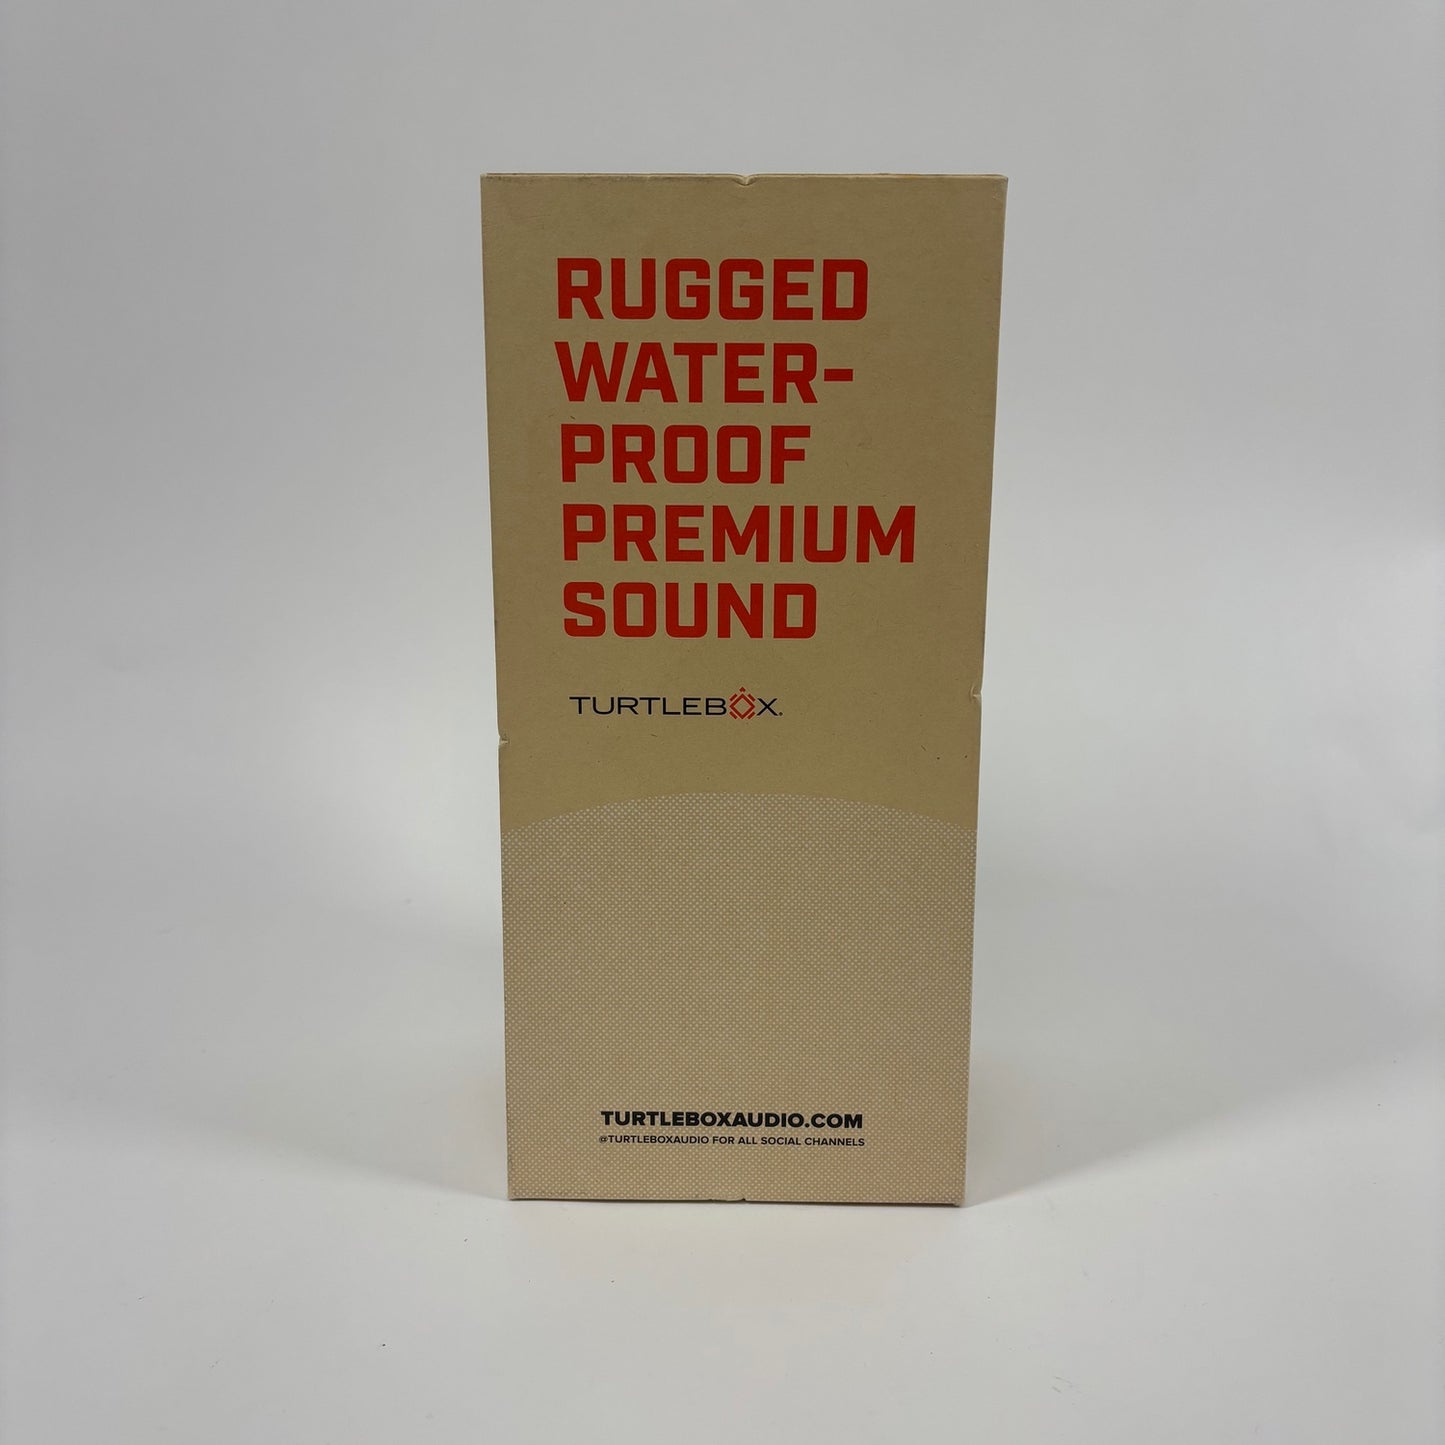 RUGGED
WATER-
PROOF
PREMIUM
SOUND
TURTLEBOX®
TURTLEBOXAUDIO.COM
@TURTLEBOXAUDIO FOR ALL SOCIAL CHANNELS